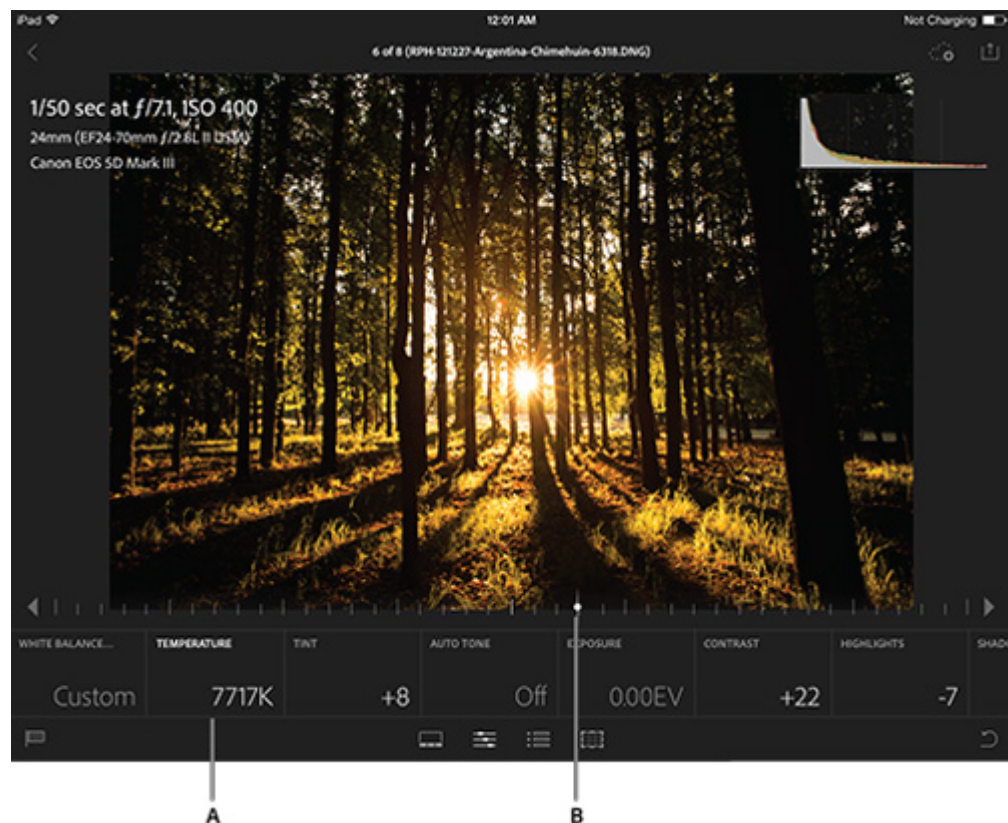 iPad 12:01 AM Not Charging
6 of 8 (RPH-121227-Argentina-Chimehuin-6318.DNG)
1/50 sec at ƒ/7.1, ISO 400
24mm (EF24-70mm ƒ/2.8L II USM)
Canon EOS 5D Mark III
WHITE BALANCE... TEMPERATURE TINT AUTO TONE EXPOSURE CONTRAST HIGHLIGHTS SHAD
Custom 7717K +8 Off 0.00EV +22 -7
A B